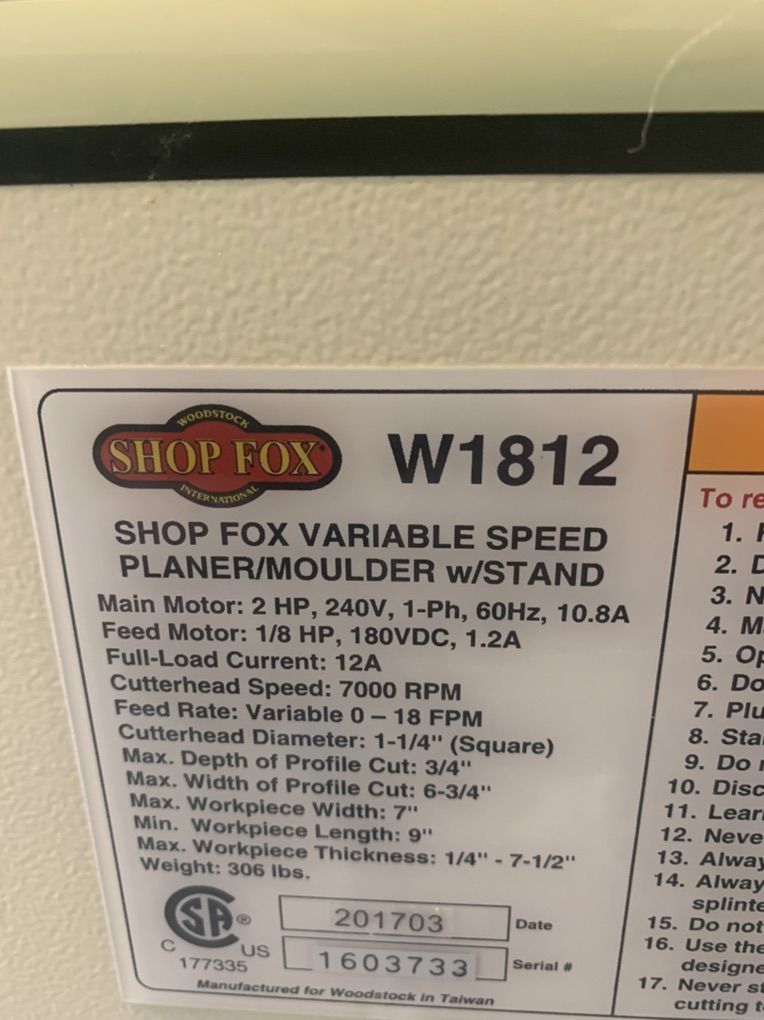 WOODSTOCK
SHOP FOX®
INTERNATIONAL
W1812
SHOP FOX VARIABLE SPEED
PLANER/MOULDER w/STAND
Main Motor: 2 HP, 240V, 1-Ph, 60Hz, 10.8A
Feed Motor: 1/8 HP, 180VDC, 1.2A
Full-Load Current: 12A
Cutterhead Speed: 7000 RPM
Feed Rate: Variable 0 – 18 FPM
Cutterhead Diameter: 1-1/4" (Square)
Max. Depth of Profile Cut: 3/4"
Max. Width of Profile Cut: 6-3/4"
Max. Workpiece Width: 7"
Min. Workpiece Length: 9"
Max. Workpiece Thickness: 1/4" - 7-1/2"
Weight: 306 lbs.
SA ®
C US
177335
201703 Date
1603733 Serial #
Manufactured for Woodstock in Taiwan
To re
1.
2. D
3. N
4. M
5. Op
6. Do
7. Plu
8. Sta
9. Do
10. Disc
11. Lear
12. Neve
13. Alway
14. Alway
splinte
15. Do not
16. Use the
designe
17. Never st
cutting t